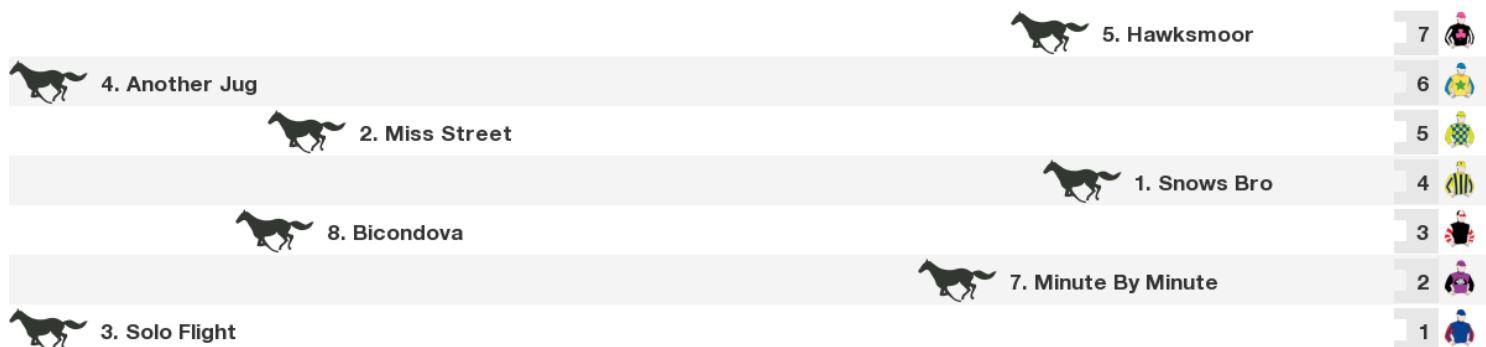 5. Hawksmoor 7
4. Another Jug 6
2. Miss Street 5
1. Snows Bro 4
8. Bicondova 3
7. Minute By Minute 2
3. Solo Flight 1